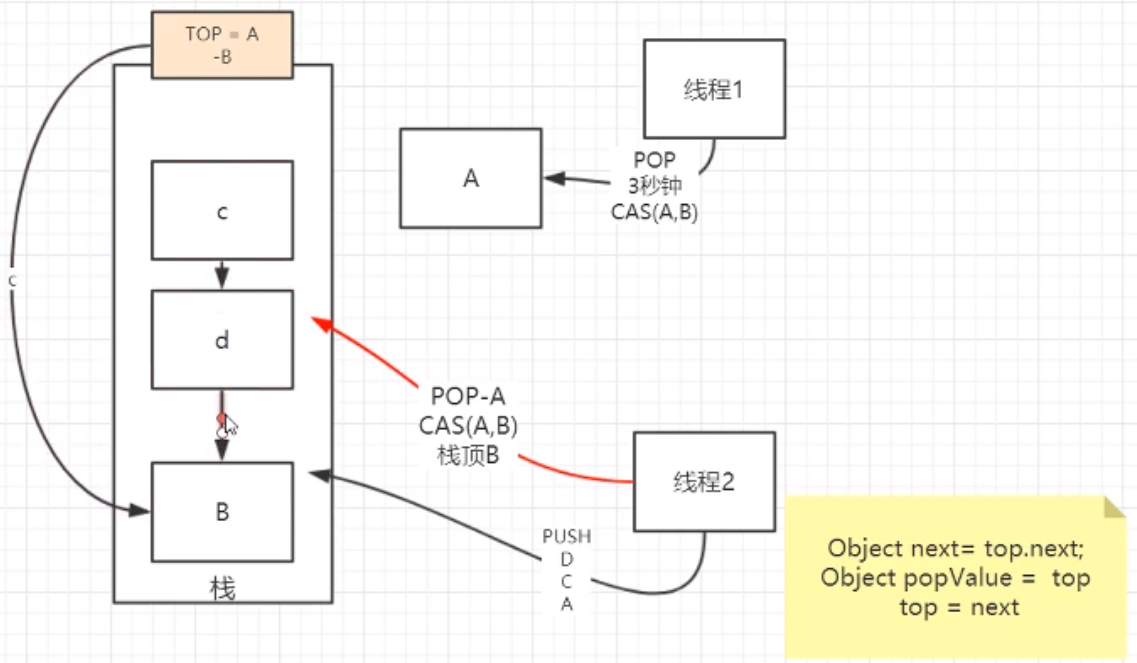 TOP = A
-B
c
d
B
栈
c
A
线程1
POP
3秒钟
CAS(A,B)
POP-A
CAS(A,B)
栈顶B
线程2
PUSH
D
C
A
Object next= top.next;
Object popValue = top
top = next